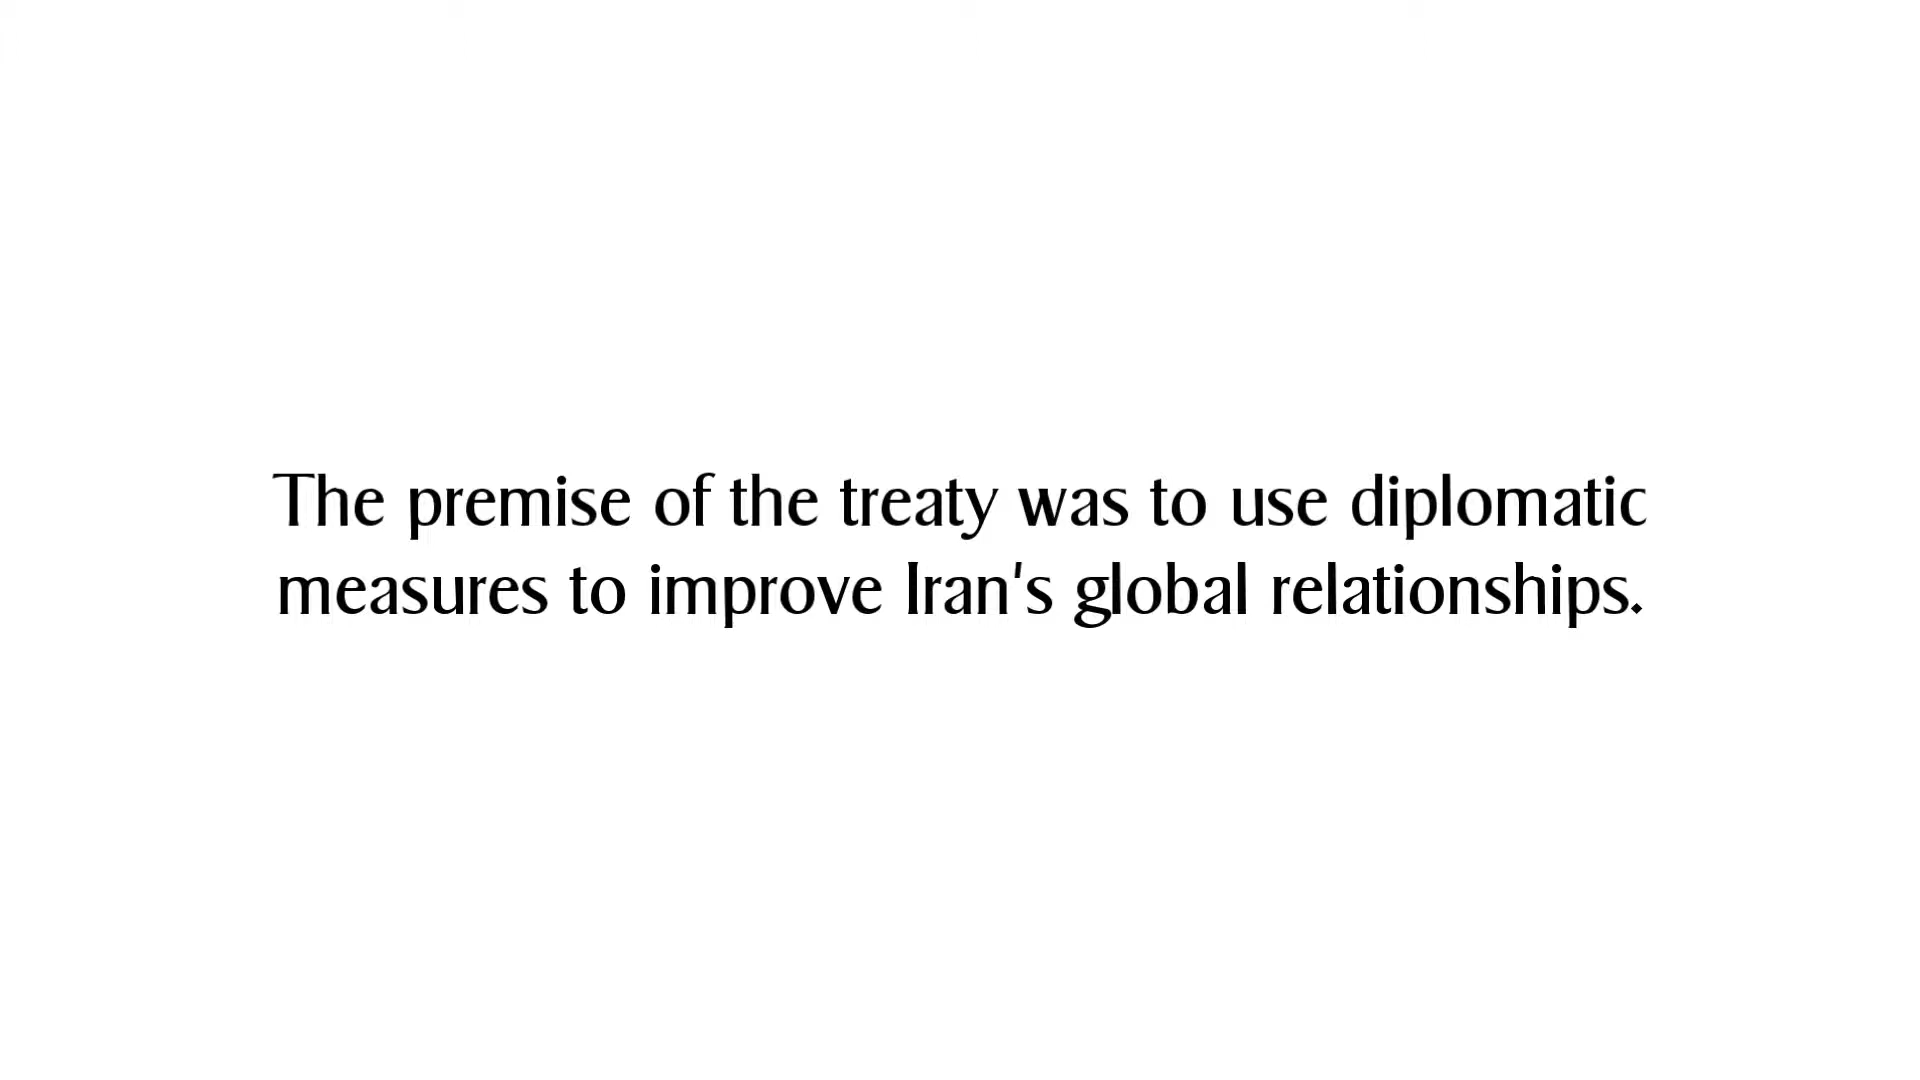 The premise of the treaty was to use diplomatic
measures to improve Iran's global relationships.